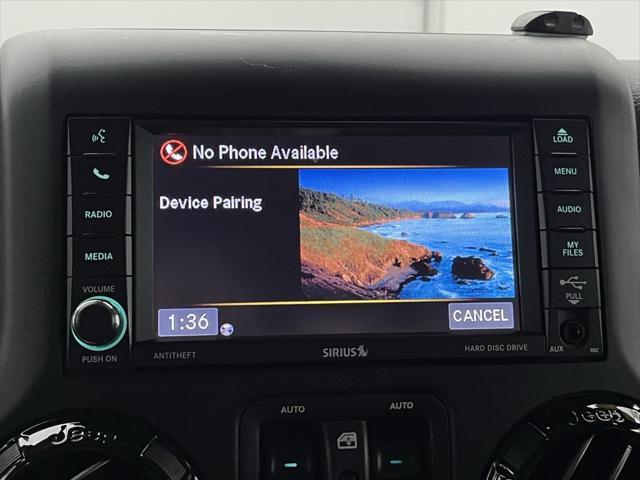 No Phone Available
LOAD
MENU
RADIO
Device Pairing
AUDIO
MEDIA
MY
FILES
VOLUME
PULL
1:36
CANCEL
PUSH ON
ANTITHEFT
SIRIUS
HARD DISC DRIVE
AUX
RBZ
AUTO
AUTO
Jeep
Jeep